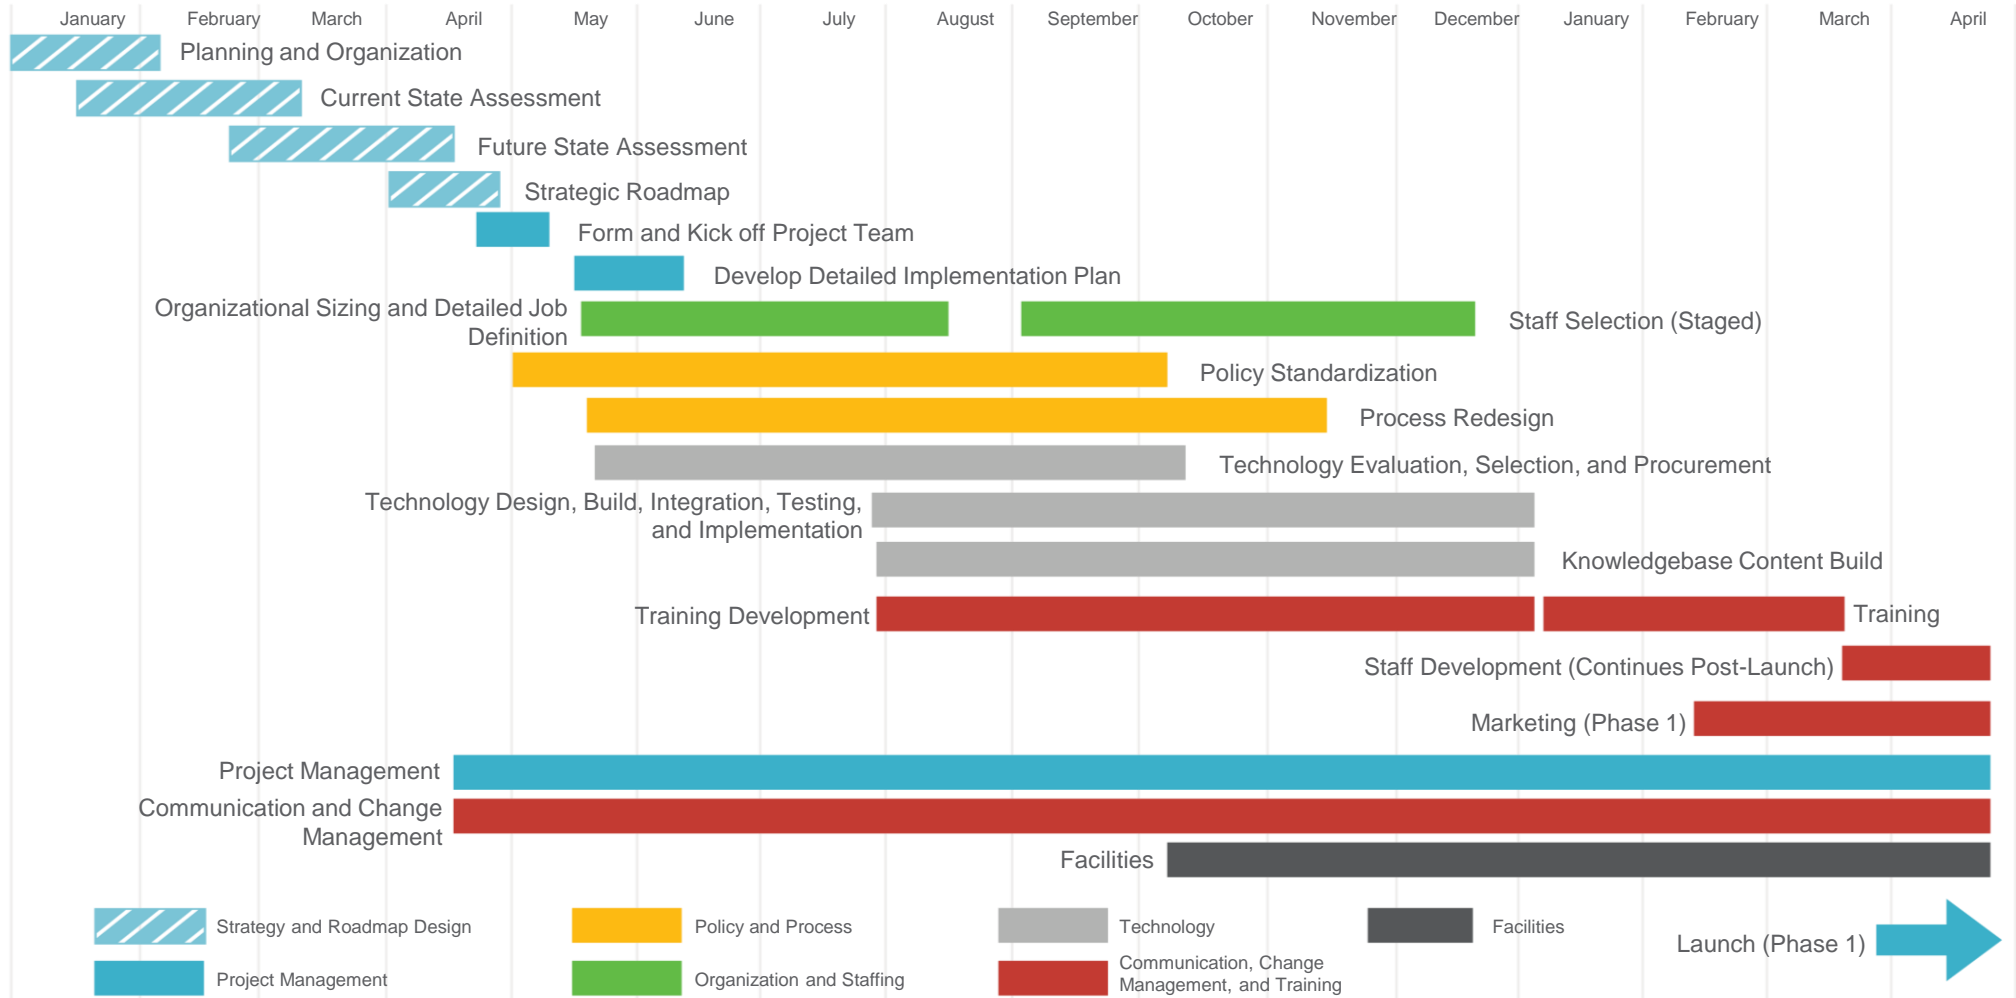 January February March April May June July August September October November December January February March April
Planning and Organization
Current State Assessment
Future State Assessment
Strategic Roadmap
Form and Kick off Project Team
Develop Detailed Implementation Plan
Organizational Sizing and Detailed Job
Definition
Staff Selection (Staged)
Policy Standardization
Process Redesign
Technology Evaluation, Selection, and Procurement
Technology Design, Build, Integration, Testing,
and Implementation
Knowledgebase Content Build
Training Development
Training
Staff Development (Continues Post-Launch)
Marketing (Phase 1)
Project Management
Communication and Change
Management
Facilities
Strategy and Roadmap Design
Policy and Process
Technology
Facilities
Launch (Phase 1)
Project Management
Organization and Staffing
Communication, Change
Management, and Training